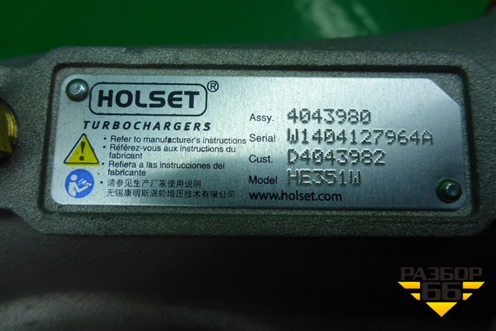 HOLSET®
TURBOCHARGERS
• Refer to manufacturer's instructions
• Référez-vous aux instructions du
fabricant
• Refiera a las instrucciones del
fabricante
• 请参见生产厂家使用说明
无锡康明斯涡轮增压技术有限公司
Assy. 4043980
Serial W1404127964A
Cust. D4043982
Model HE351W
www.holset.com
РАЗБОР
66